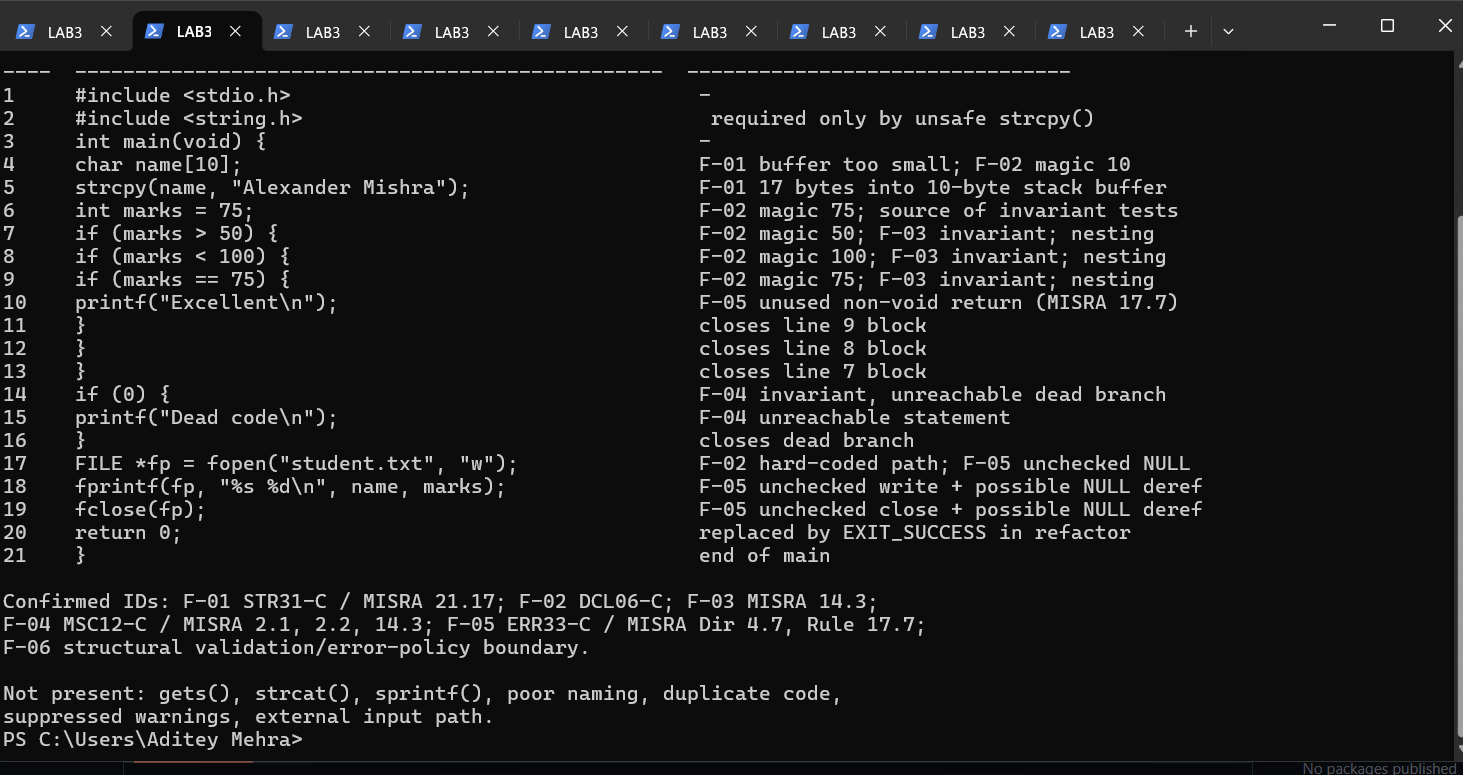 LAB3 LAB3 LAB3 LAB3 LAB3 LAB3 LAB3 LAB3 LAB3
---- ------------------------------------------------- --------------------------------
1 #include <stdio.h> -
2 #include <string.h> required only by unsafe strcpy()
3 int main(void) { -
4 char name[10]; F-01 buffer too small; F-02 magic 10
5 strcpy(name, "Alexander Mishra"); F-01 17 bytes into 10-byte stack buffer
6 int marks = 75; F-02 magic 75; source of invariant tests
7 if (marks > 50) { F-02 magic 50; F-03 invariant; nesting
8 if (marks < 100) { F-02 magic 100; F-03 invariant; nesting
9 if (marks == 75) { F-02 magic 75; F-03 invariant; nesting
10 printf("Excellent\n"); F-05 unused non-void return (MISRA 17.7)
11 } closes line 9 block
12 } closes line 8 block
13 } closes line 7 block
14 if (0) { F-04 invariant, unreachable dead branch
15 printf("Dead code\n"); F-04 unreachable statement
16 } closes dead branch
17 FILE *fp = fopen("student.txt", "w"); F-02 hard-coded path; F-05 unchecked NULL
18 fprintf(fp, "%s %d\n", name, marks); F-05 unchecked write + possible NULL deref
19 fclose(fp); F-05 unchecked close + possible NULL deref
20 return 0; replaced by EXIT_SUCCESS in refactor
21 } end of main
Confirmed IDs: F-01 STR31-C / MISRA 21.17; F-02 DCL06-C; F-03 MISRA 14.3;
F-04 MSC12-C / MISRA 2.1, 2.2, 14.3; F-05 ERR33-C / MISRA Dir 4.7, Rule 17.7;
F-06 structural validation/error-policy boundary.
Not present: gets(), strcat(), sprintf(), poor naming, duplicate code,
suppressed warnings, external input path.
PS C:\Users\Aditey Mehra>
No packages published